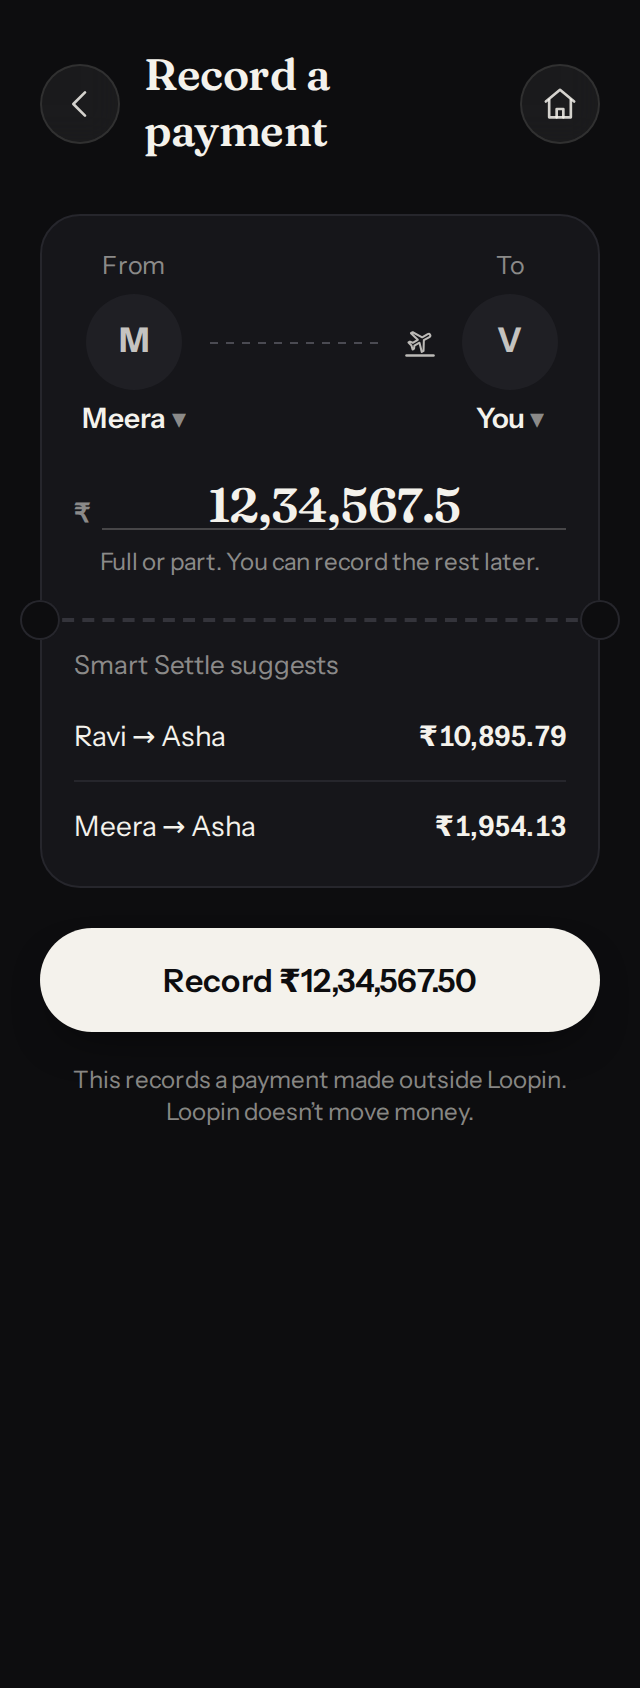 Record a
payment
From
To
M
V
Meera ▾
You ▾
₹ 12,34,567.5
Full or part. You can record the rest later.
Smart Settle suggests
Ravi → Asha ₹10,895.79
Meera → Asha ₹1,954.13
Record ₹12,34,567.50
This records a payment made outside Loopin.
Loopin doesn’t move money.